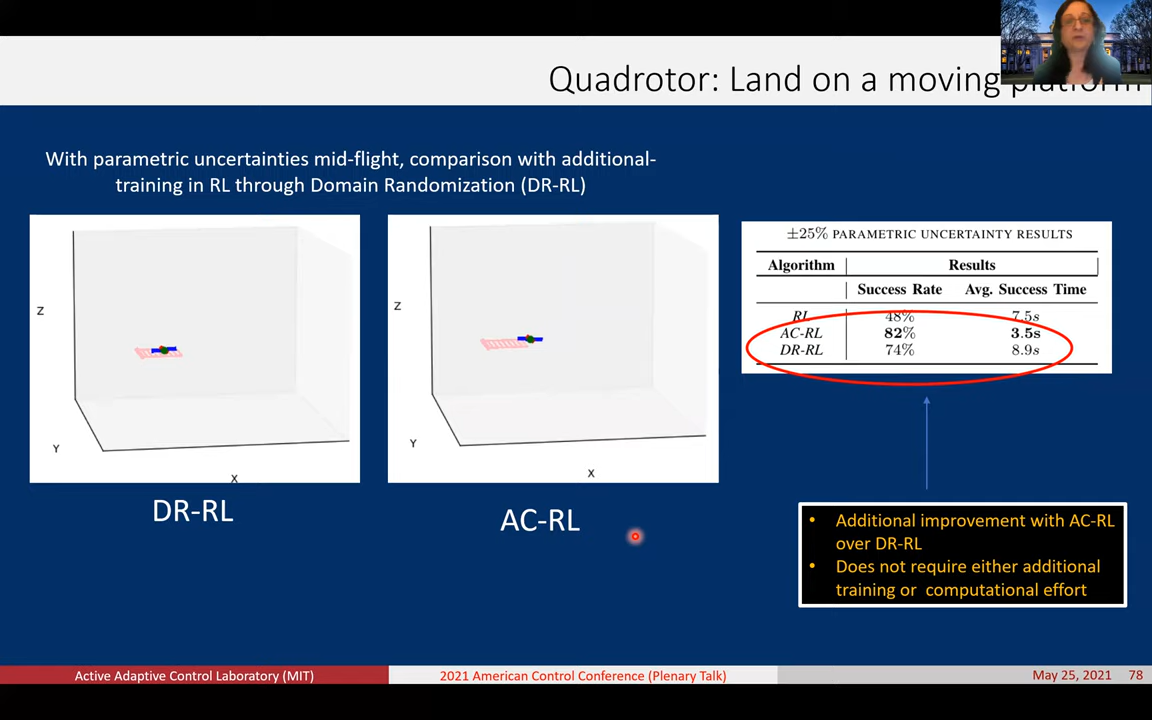 Quadrotor: Land on a moving platform
With parametric uncertainties mid-flight, comparison with additional-
training in RL through Domain Randomization (DR-RL)
Z
Y
X
DR-RL
Z
Y
X
AC-RL
±25% PARAMETRIC UNCERTAINTY RESULTS
Algorithm Results
Success Rate Avg. Success Time
RL 48% 7.5s
AC-RL 82% 3.5s
DR-RL 74% 8.9s
• Additional improvement with AC-RL
over DR-RL
• Does not require either additional
training or computational effort
Active Adaptive Control Laboratory (MIT)
2021 American Control Conference (Plenary Talk)
May 25, 2021 78